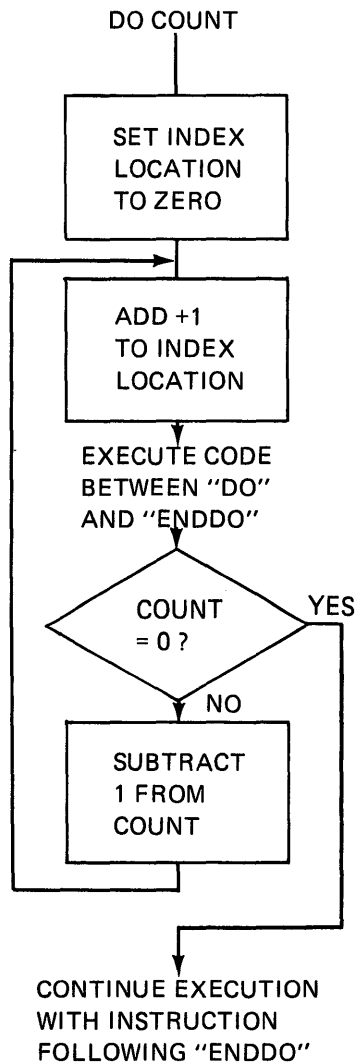 DO COUNT
SET INDEX
LOCATION
TO ZERO
ADD +1
TO INDEX
LOCATION
EXECUTE CODE
BETWEEN "DO"
AND "ENDDO"
COUNT
= 0 ?
YES
NO
SUBTRACT
1 FROM
COUNT
CONTINUE EXECUTION
WITH INSTRUCTION
FOLLOWING "ENDDO"